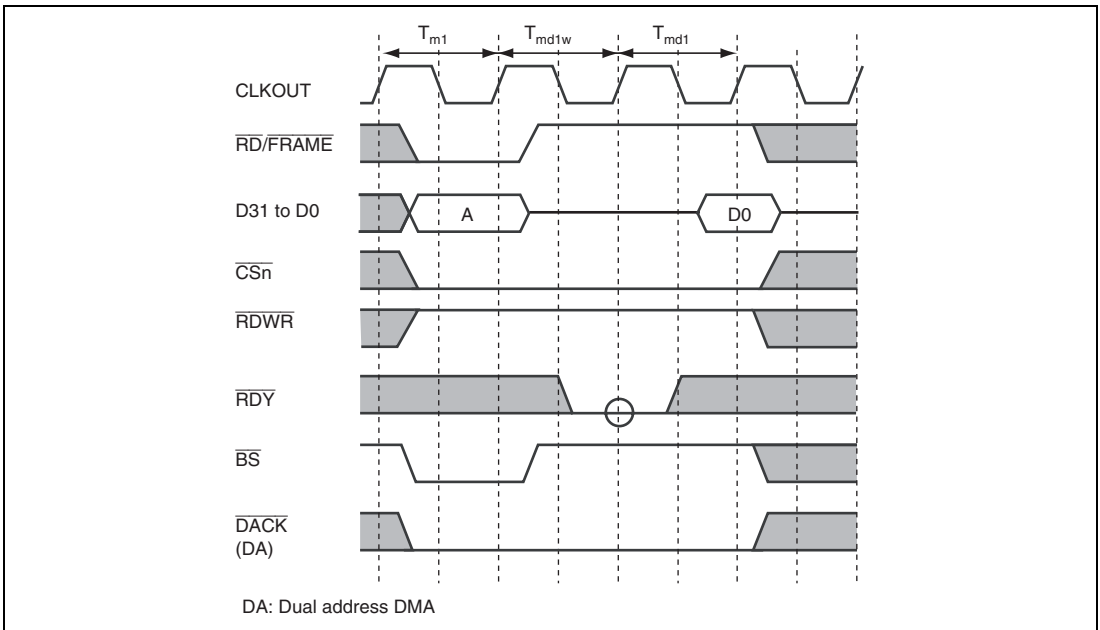 Tm1 Tmd1w Tmd1
CLKOUT
RD/FRAME
D31 to D0 A D0
CSn
RDWR
RDY
BS
DACK
(DA)
DA: Dual address DMA